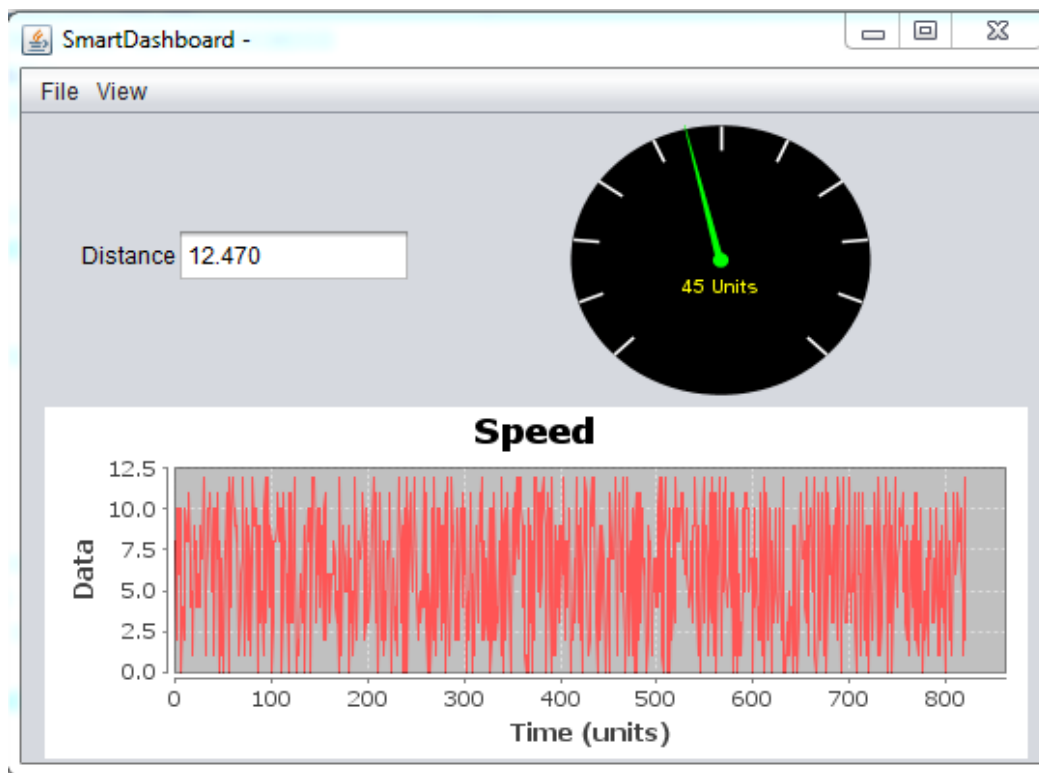 SmartDashboard -
File View
Distance 12.470
45 Units
Speed
12.5
10.0
7.5
5.0
2.5
0.0
Data
0 100 200 300 400 500 600 700 800
Time (units)